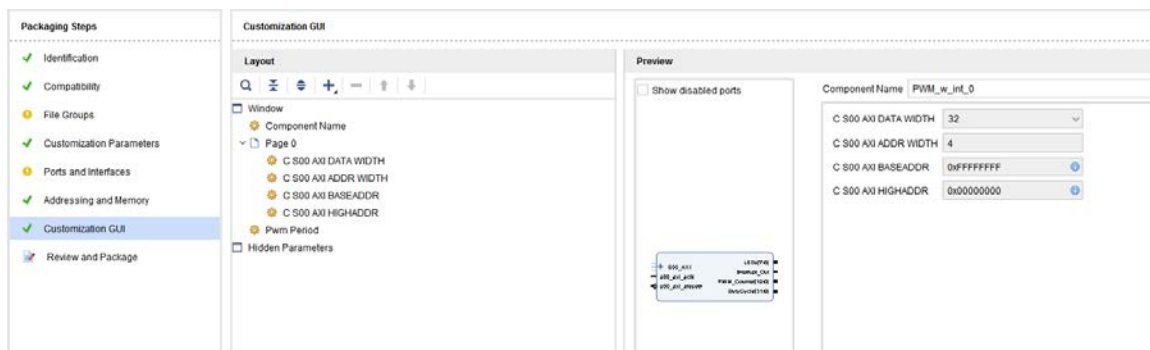 Packaging Steps
Identification
Compatibility
File Groups
Customization Parameters
Ports and Interfaces
Addressing and Memory
Customization GUI
Review and Package
Customization GUI
Layout
Window
Component Name
Page 0
C S00 AXI DATA WIDTH
C S00 AXI ADDR WIDTH
C S00 AXI BASEADDR
C S00 AXI HIGHADDR
Pwm Period
Hidden Parameters
Preview
Show disabled ports
S00_AXI
s00_axi_aclk
s00_axi_aresetn
Interrupt_Out
Component Name PWM_w_int_0
C S00 AXI DATA WIDTH 32
C S00 AXI ADDR WIDTH 4
C S00 AXI BASEADDR 0xFFFFFFFF
C S00 AXI HIGHADDR 0x00000000